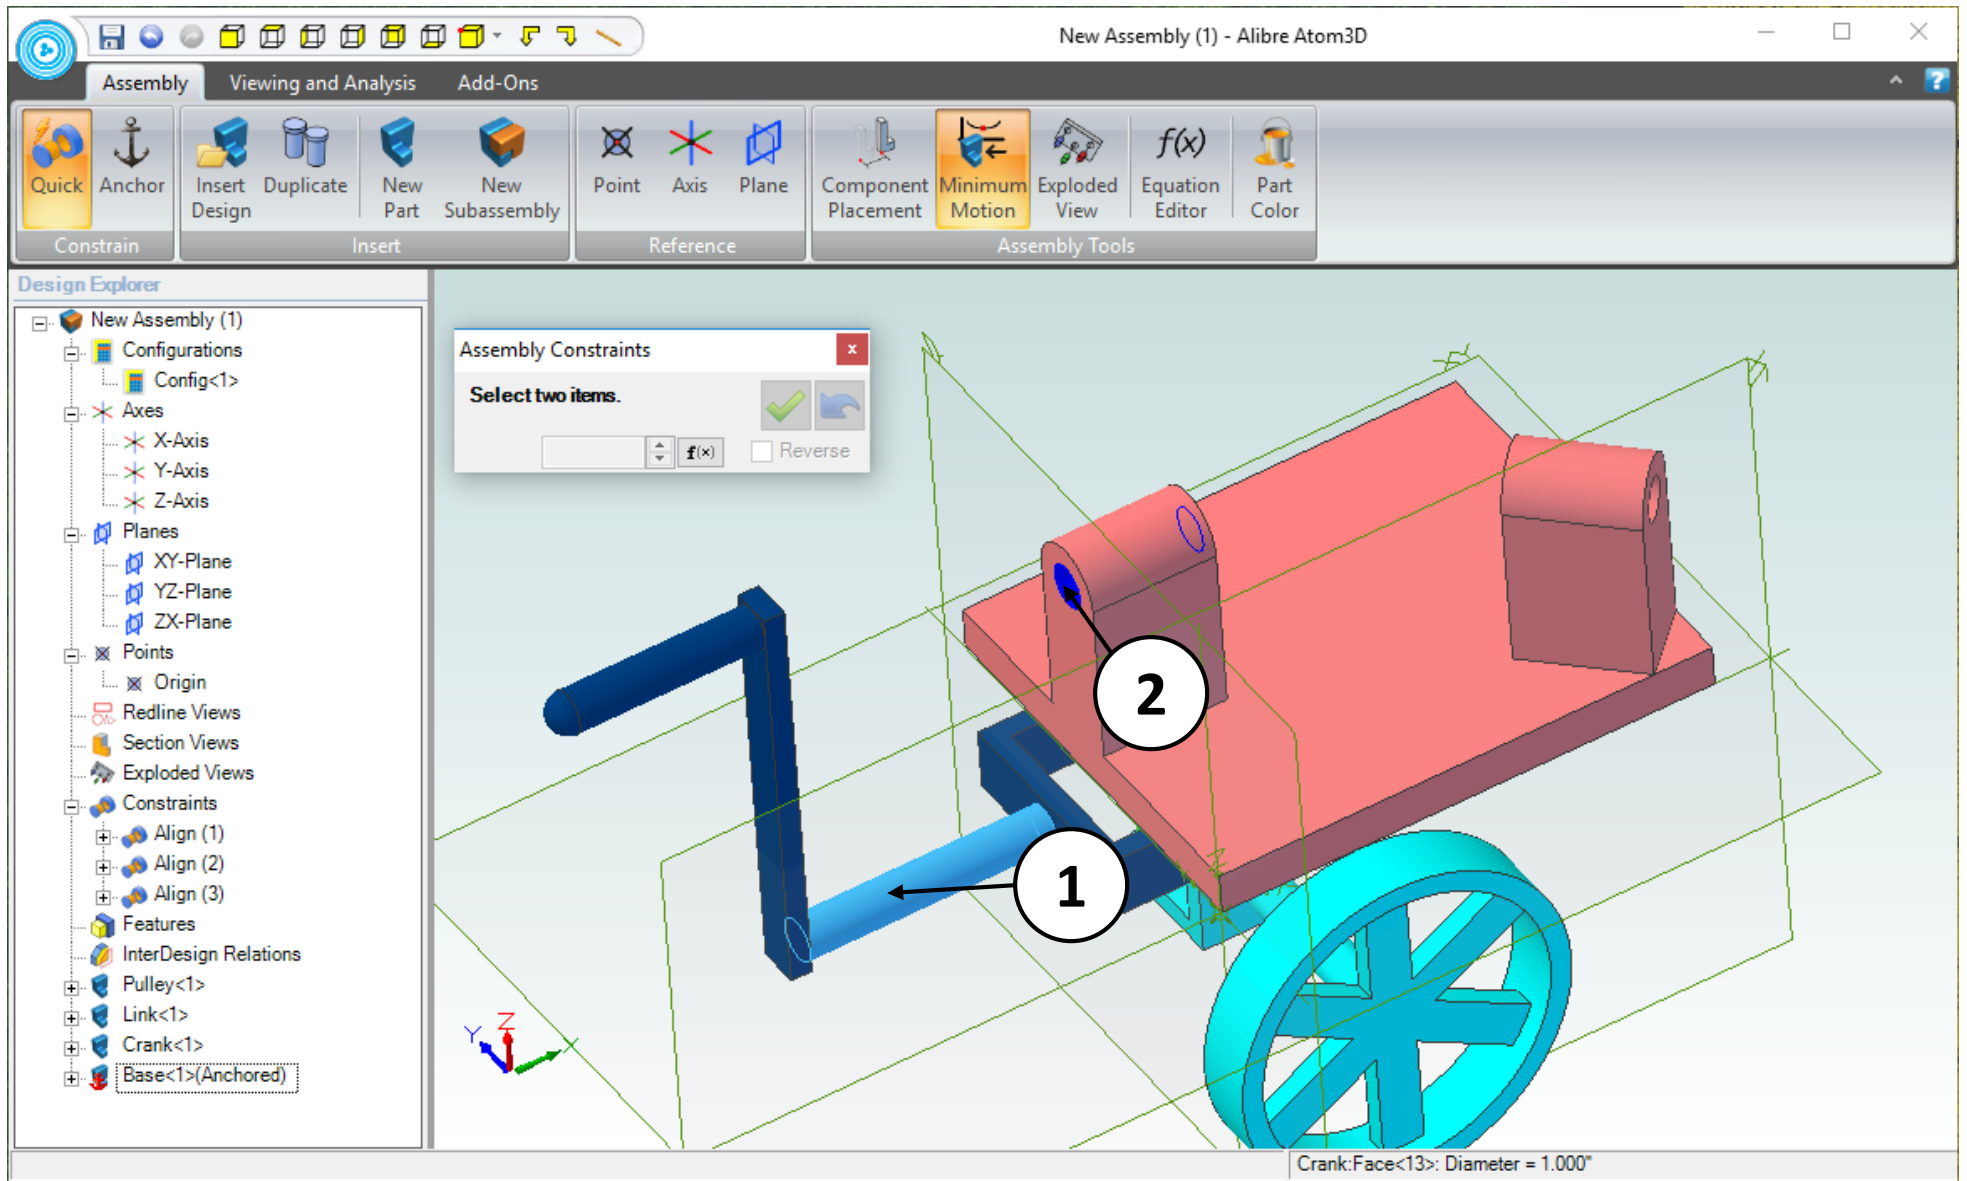 New Assembly (1) - Alibre Atom3D
Assembly Viewing and Analysis Add-Ons
?
f(x)
Quick Anchor Insert Design Duplicate New Part New Subassembly Point Axis Plane Component Placement Minimum Motion Exploded View Equation Editor Part Color
Constrain Insert Reference Assembly Tools
Design Explorer
New Assembly (1)
Configurations
Config<1>
Axes
X-Axis
Y-Axis
Z-Axis
Planes
XY-Plane
YZ-Plane
ZX-Plane
Points
Origin
Redline Views
Section Views
Exploded Views
Constraints
Align (1)
Align (2)
Align (3)
Features
InterDesign Relations
Pulley<1>
Link<1>
Crank<1>
Base<1>(Anchored)
Assembly Constraints
x
Select two items.
f(x)
Reverse
2
1
Z
Y
X
Crank:Face<13>: Diameter = 1.000"